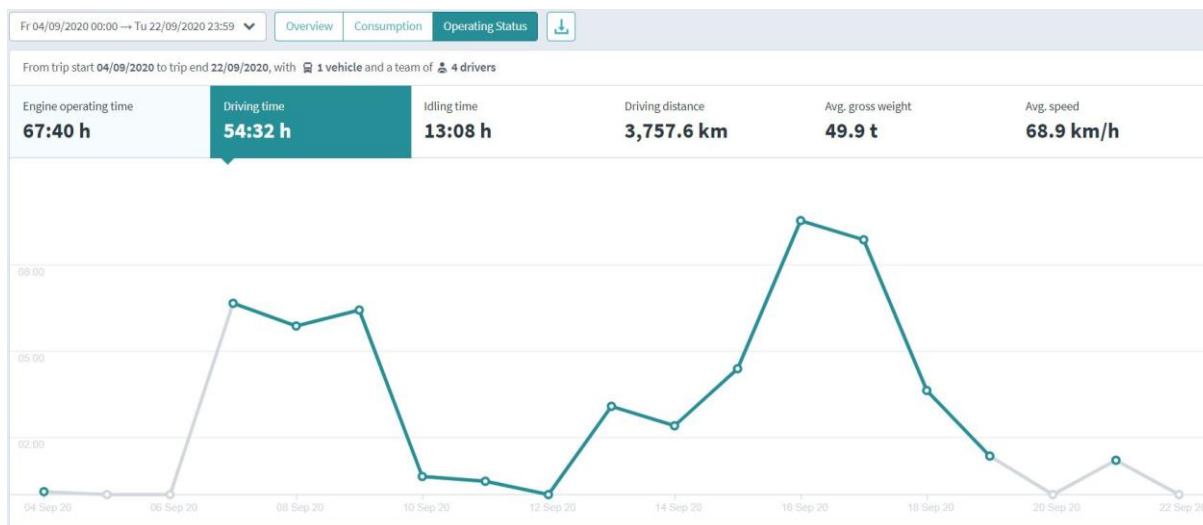 Fr 04/09/2020 00:00 → Tu 22/09/2020 23:59 Overview Consumption Operating Status
From trip start 04/09/2020 to trip end 22/09/2020, with 1 vehicle and a team of 4 drivers
Engine operating time Driving time Idling time Driving distance Avg. gross weight Avg. speed
67:40 h 54:32 h 13:08 h 3,757.6 km 49.9 t 68.9 km/h
08:00
05:00
02:00
04 Sep 20 06 Sep 20 08 Sep 20 10 Sep 20 12 Sep 20 14 Sep 20 16 Sep 20 18 Sep 20 20 Sep 20 22 Sep 20